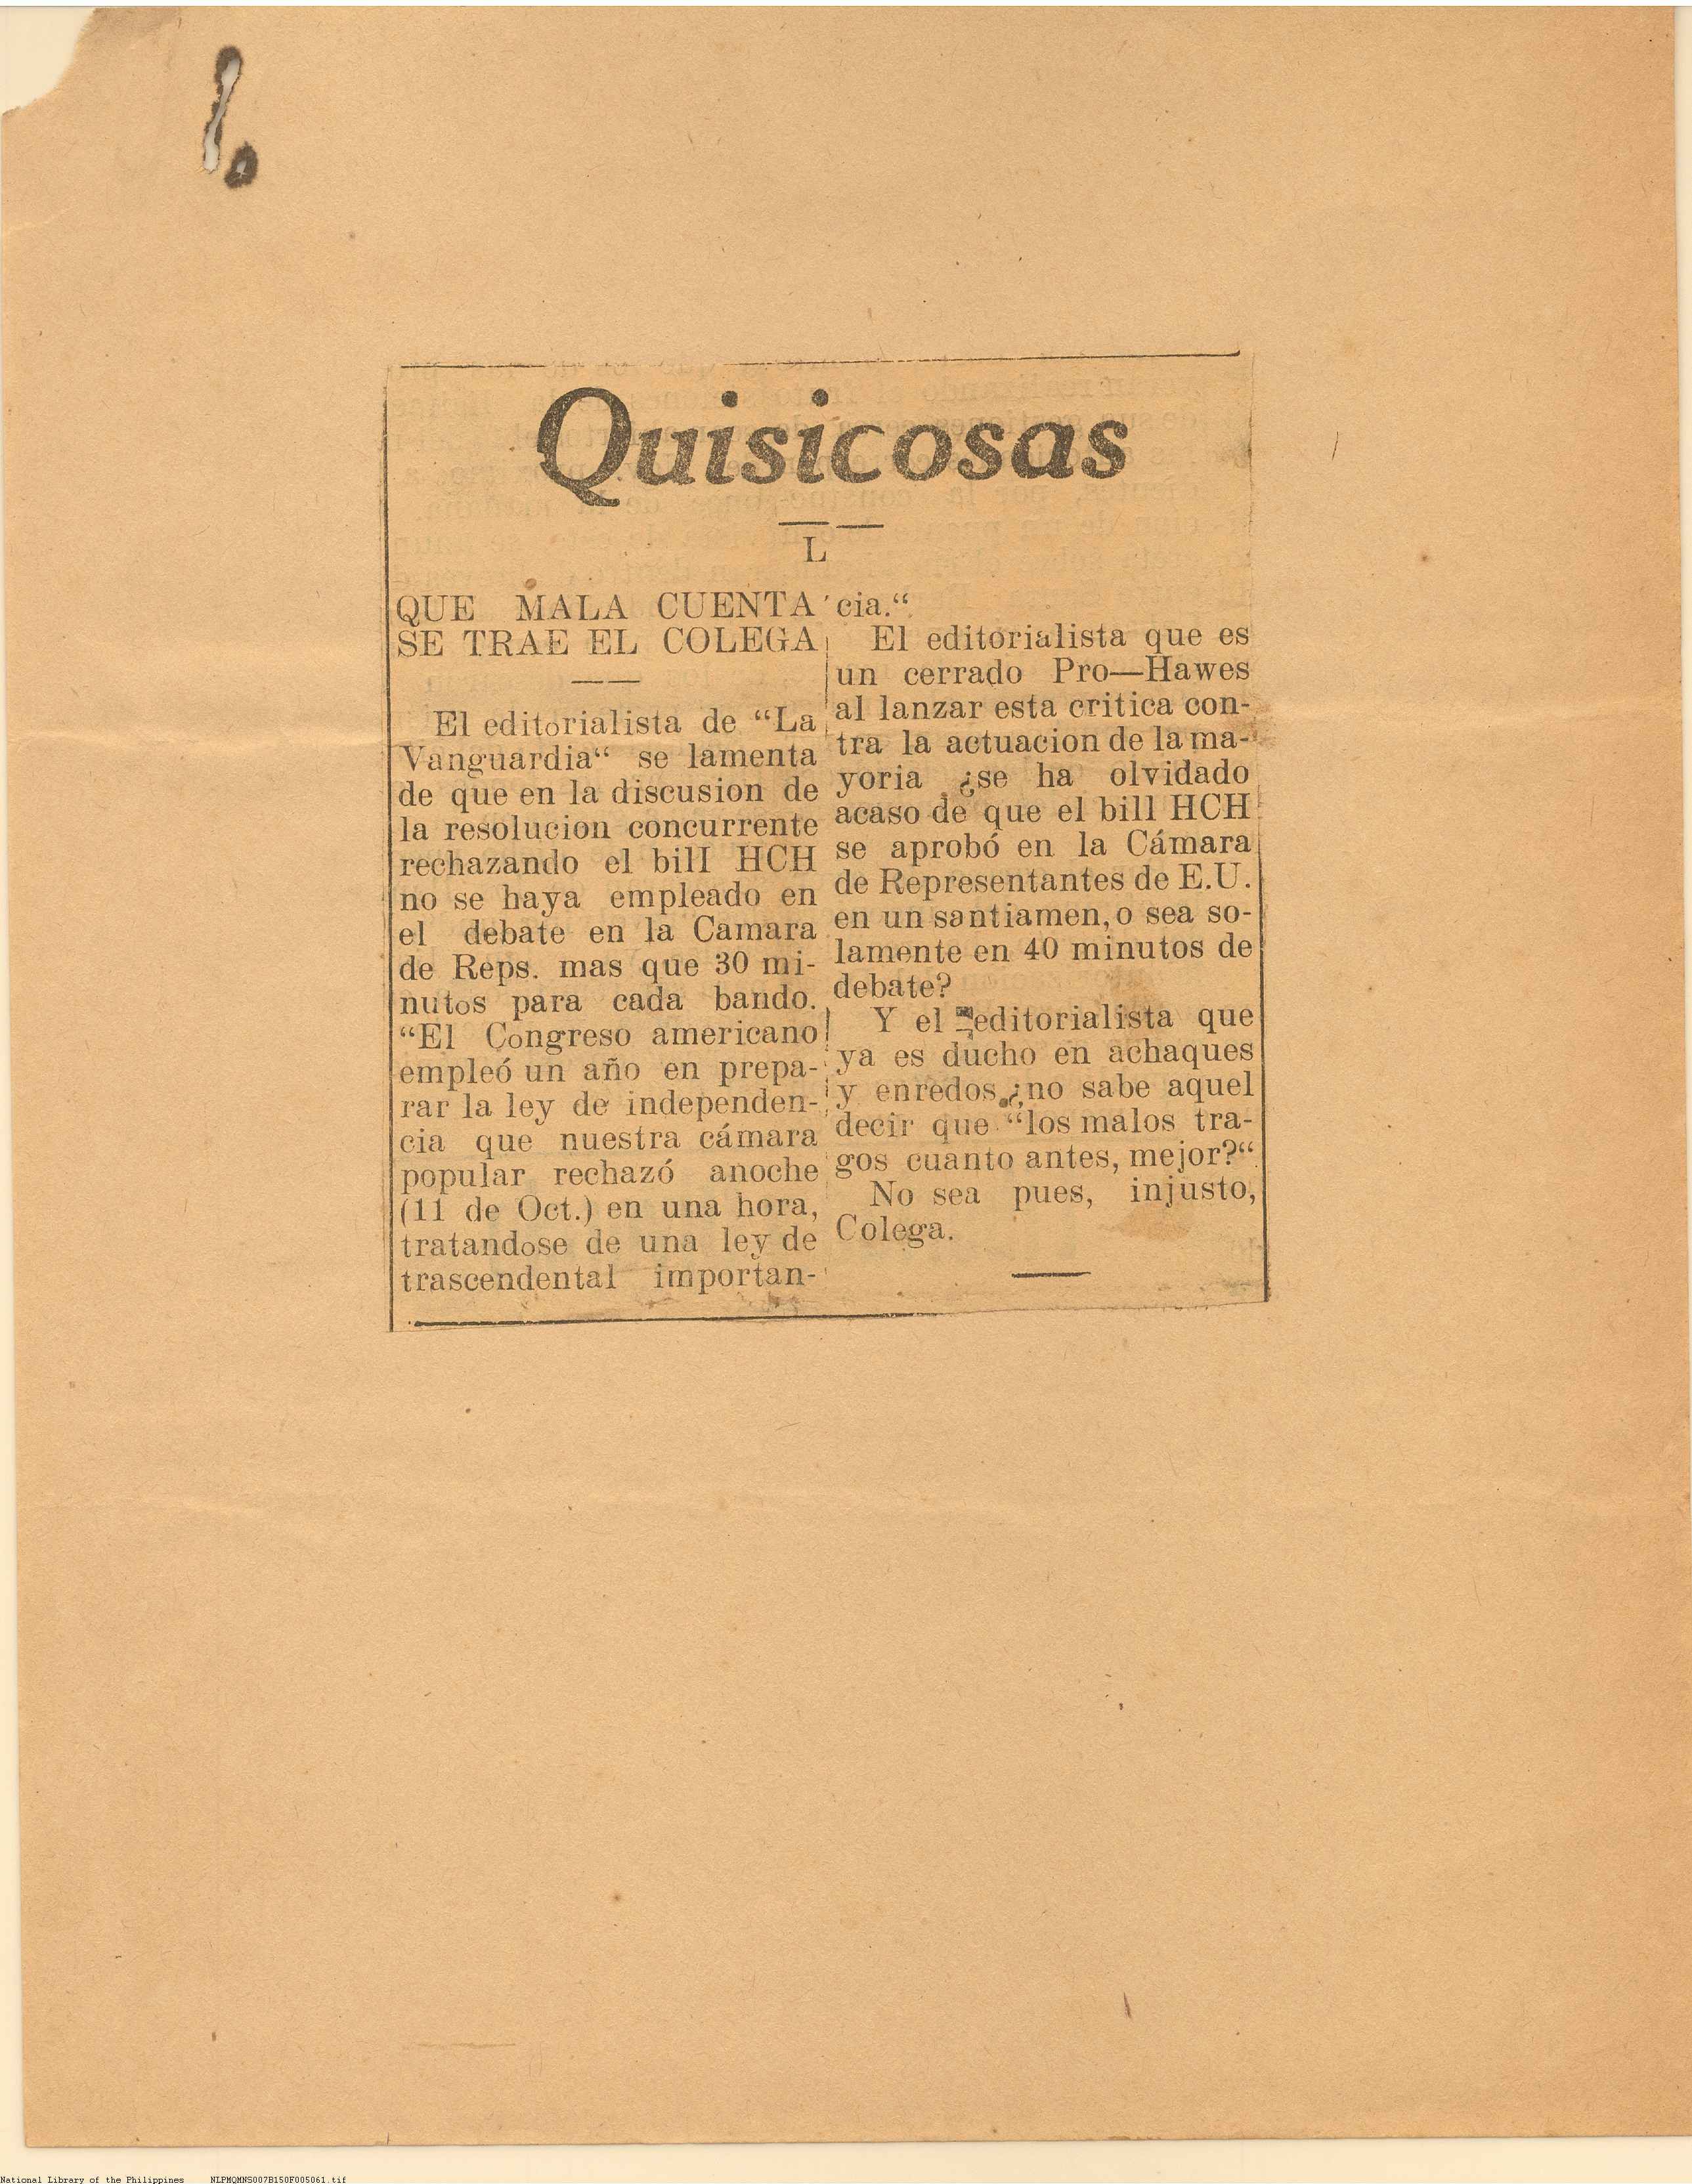 Quisicosas
L
QUE MALA CUENTA
SE TRAE EL COLEGA
El editorialista de “La
Vanguardia“ se lamenta
de que en la discusion de
la resolucion concurrente
rechazando el bill HCH
no se haya empleado en
el debate en la Camara
de Reps. mas que 30 mi-
nutos para cada bando.
“El Congreso americano
empleó un año en prepa-
rar la ley de independen-
cia que nuestra cámara
popular rechazó anoche
(11 de Oct.) en una hora,
tratandose de una ley de
trascendental importan-
cia.“
El editorialista que es
un cerrado Pro—Hawes
al lanzar esta critica con-
tra la actuacion de la ma-
yoria ¿se ha olvidado
acaso de que el bill HCH
se aprobó en la Cámara
de Representantes de E.U.
en un santiamen, o sea so-
lamente en 40 minutos de
debate?
Y el editorialista que
ya es ducho en achaques
y enredos, ¿no sabe aquel
decir que “los malos tra-
gos cuanto antes, mejor?“
No sea pues, injusto,
Colega.
National Library of the Philippines NLPMQMNS007B150F005061.tif